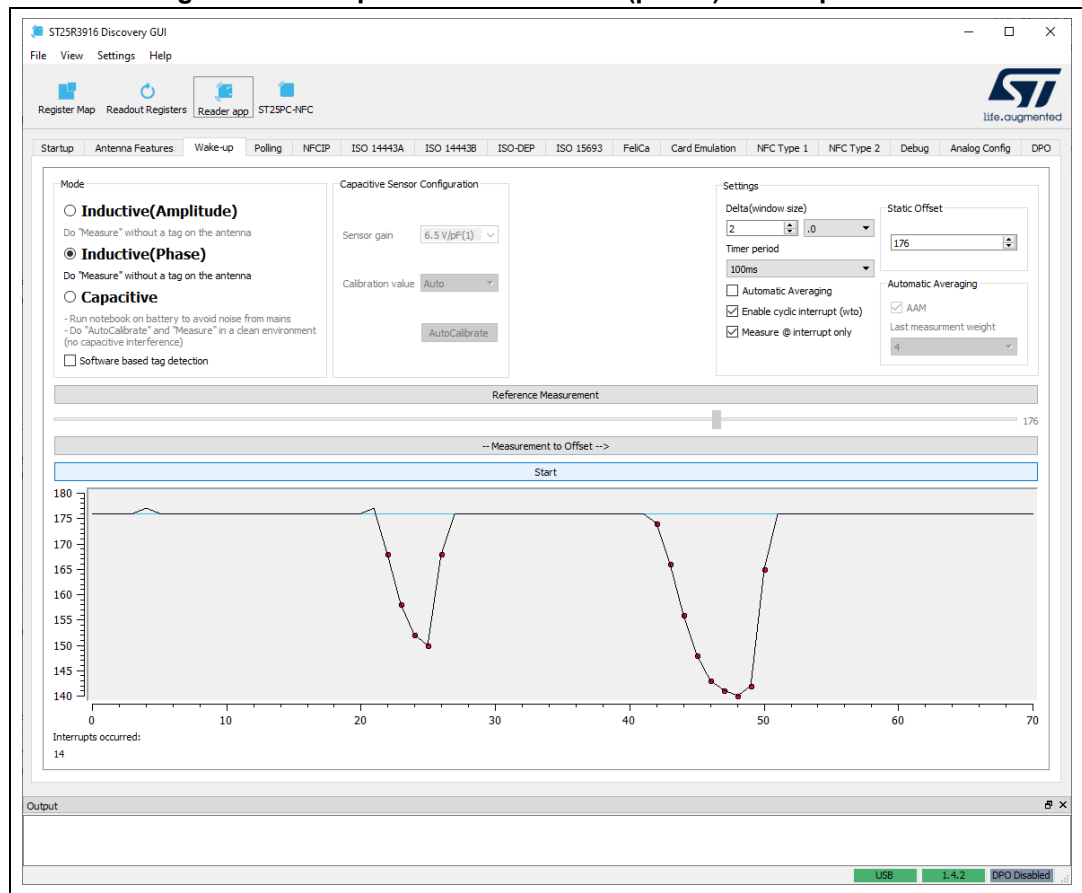 ST25R3916 Discovery GUI
File View Settings Help
Register Map Readout Registers Reader app ST25PC-NFC
life.augmented
Startup Antenna Features Wake-up Polling NFCIP ISO 14443A ISO 14443B ISO-DEP ISO 15693 FeliCa Card Emulation NFC Type 1 NFC Type 2 Debug Analog Config DPO
Mode
Inductive(Amplitude)
Do "Measure" without a tag on the antenna
Inductive(Phase)
Do "Measure" without a tag on the antenna
Capacitive
- Run notebook on battery to avoid noise from mains
- Do "AutoCalibrate" and "Measure" in a clean environment
(no capacitive interference)
Software based tag detection
Capacitive Sensor Configuration
Sensor gain 6.5 V/pF(1)
Calibration value Auto
AutoCalibrate
Settings
Delta(window size)
2 .0
Timer period
100ms
Automatic Averaging
Enable cyclic interrupt (wto)
Measure @ interrupt only
Static Offset
176
Automatic Averaging
AAM
Last measurment weight
4
Reference Measurement
176
-- Measurement to Offset -->
Start
180
175
170
165
160
155
150
145
140
0 10 20 30 40 50 60 70
Interrupts occurred:
14
Output
USB 1.4.2 DPO Disabled